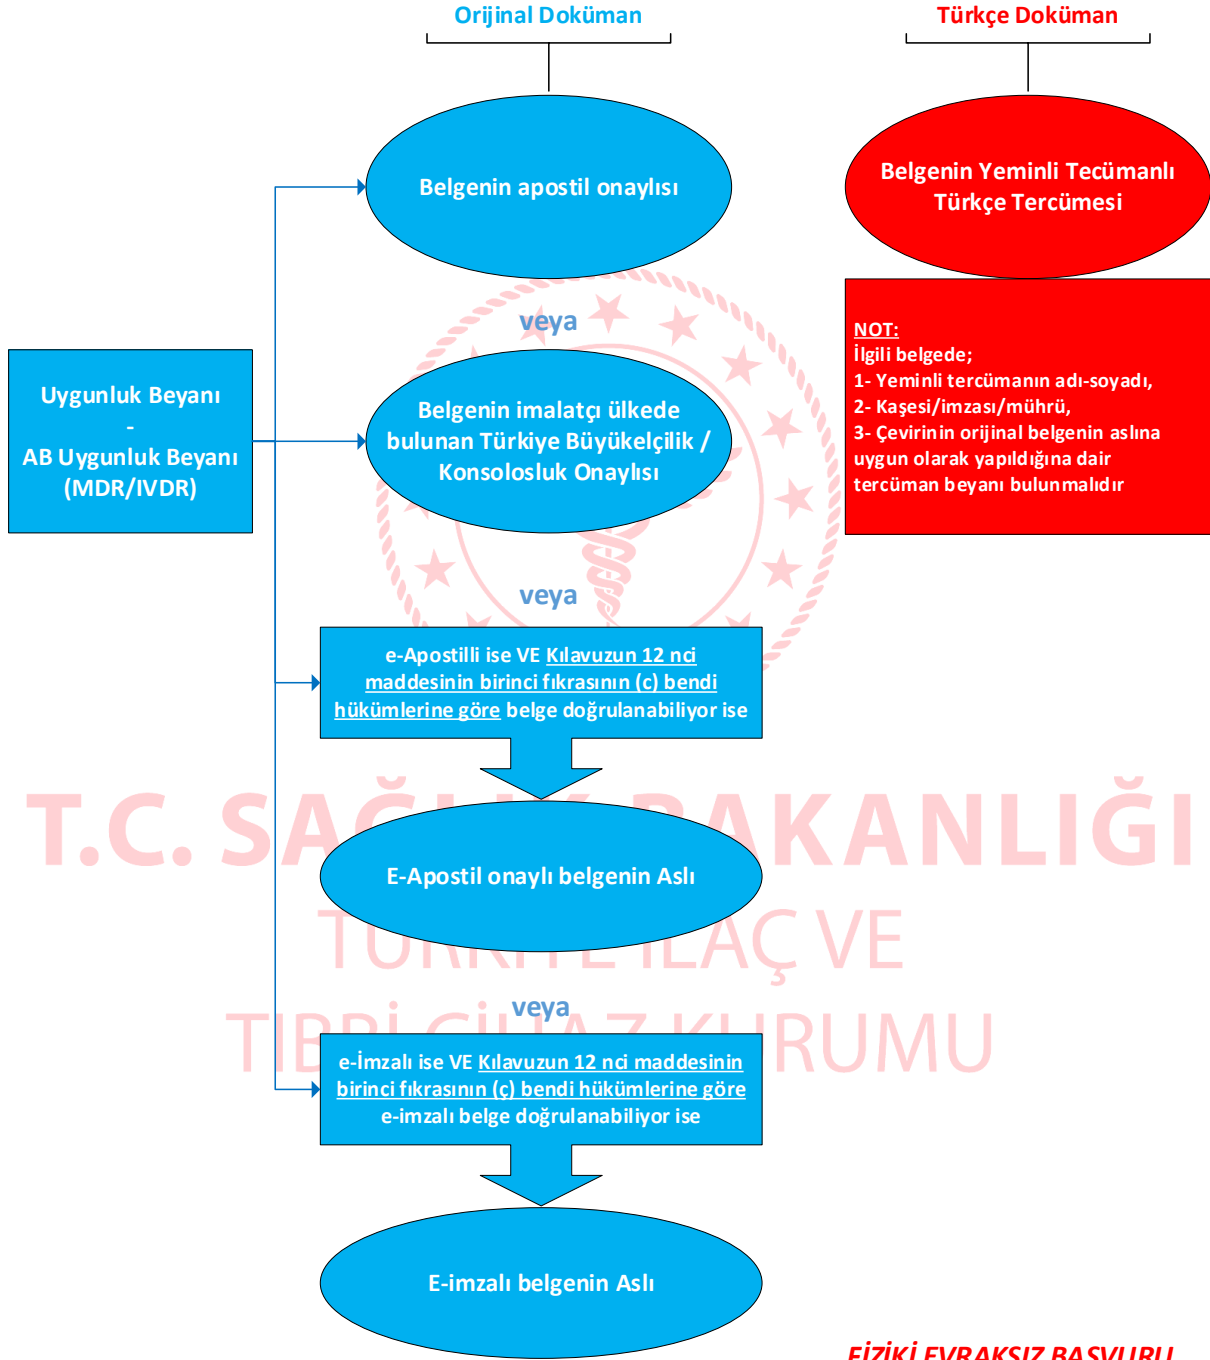 Orijinal Doküman
Türkçe Doküman
Belgenin apostil onaylısı
Belgenin Yeminli Tecümanlı
Türkçe Tercümesi
veya
NOT:
İlgili belgede;
1- Yeminli tercümanın adı-soyadı,
2- Kaşesi/imzası/mührü,
3- Çevirinin orijinal belgenin aslına
uygun olarak yapıldığına dair
tercüman beyanı bulunmalıdır
Uygunluk Beyanı
-
AB Uygunluk Beyanı
(MDR/IVDR)
Belgenin imalatçı ülkede
bulunan Türkiye Büyükelçilik /
Konsolosluk Onaylısı
veya
e-Apostilli ise VE Kılavuzun 12 nci
maddesinin birinci fıkrasının (c) bendi
hükümlerine göre belge doğrulanabiliyor ise
T.C. SAĞLIK BAKANLIĞI
E-Apostil onaylı belgenin Aslı
TÜRKİYE İLAÇ VE
veya
TIBBİ CİHAZ KURUMU
e-İmzalı ise VE Kılavuzun 12 nci maddesinin
birinci fıkrasının (ç) bendi hükümlerine göre
e-imzalı belge doğrulanabiliyor ise
E-imzalı belgenin Aslı
FİZİKİ EVRAKSIZ BAŞVURU